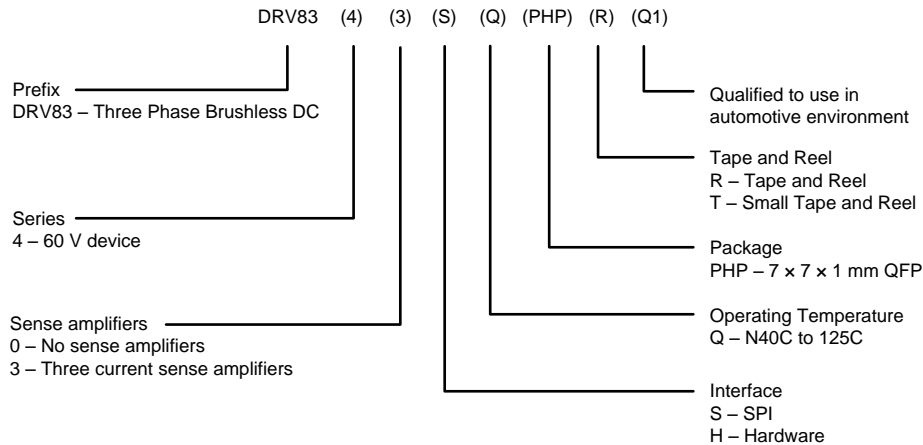 DRV83 (4) (3) (S) (Q) (PHP) (R) (Q1)
Prefix
DRV83 – Three Phase Brushless DC
Series
4 – 60 V device
Sense amplifiers
0 – No sense amplifiers
3 – Three current sense amplifiers
Qualified to use in
automotive environment
Tape and Reel
R – Tape and Reel
T – Small Tape and Reel
Package
PHP – 7 × 7 × 1 mm QFP
Operating Temperature
Q – N40C to 125C
Interface
S – SPI
H – Hardware